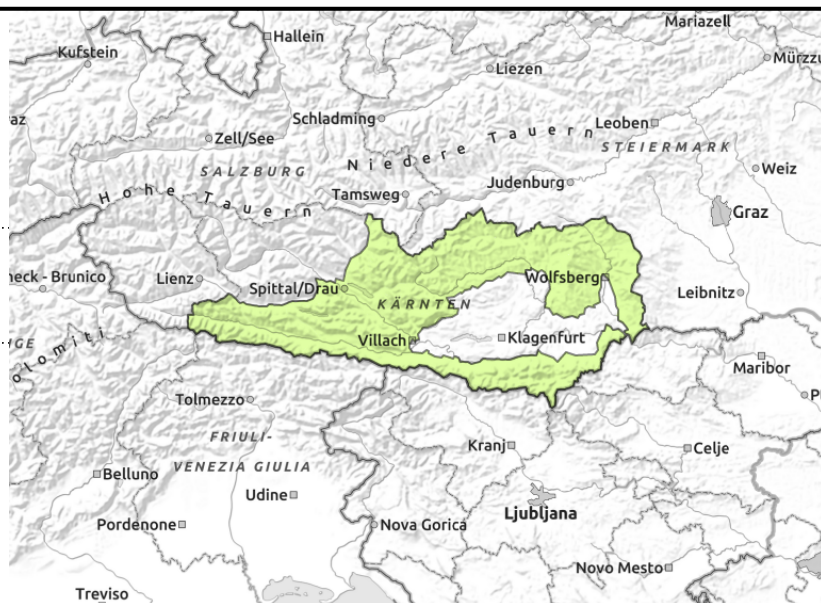 Mariazell
Hallein
Kufstein
Mürzzu
Liezen
Schladming
Leoben
Zell/See
Niedere Tauern
STEIERMARK
SALZBURG
Weiz
Hohe Tauern
Tamsweg
Judenburg
Graz
neck - Brunico
Lienz
Spittal/Drau
Wolfsberg
KÄRNTEN
Leibnitz
Villach
Klagenfurt
olomiti
Maribor
Tolmezzo
FRIULI-
VENEZIA GIULIA
Kranj
Celje
Belluno
Udine
Ljubljana
Pordenone
Nova Gorica
Novo Mesto
Treviso